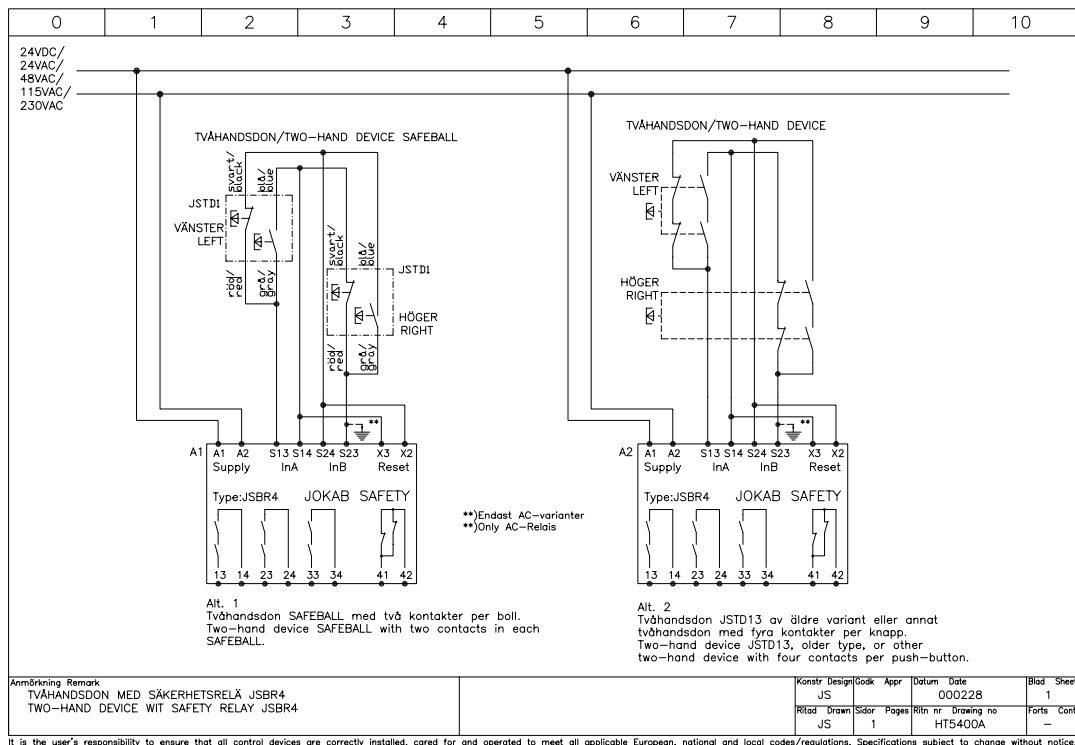 0 1 2 3 4 5 6 7 8 9 10
24VDC/
24VAC/
48VAC/
115VAC/
230VAC
TVÅHANDSDON/TWO-HAND DEVICE SAFEBALL
svart/
black
blå/
blue
JSTD1
VÄNSTER
LEFT
röd/
red
grå/
gray
svart/
black
blå/
blue
JSTD1
HÖGER
RIGHT
röd/
red
grå/
gray
**
A1 A1 A2 S13 S14 S24 S23 X3 X2
Supply InA InB Reset
Type:JSBR4 JOKAB SAFETY
13 14 23 24 33 34 41 42
**)Endast AC-varianter
**)Only AC-Relais
Alt. 1
Tvåhandsdon SAFEBALL med två kontakter per boll.
Two-hand device SAFEBALL with two contacts in each
SAFEBALL.
TVÅHANDSDON/TWO-HAND DEVICE
VÄNSTER
LEFT
HÖGER
RIGHT
**
A2 A1 A2 S13 S14 S24 S23 X3 X2
Supply InA InB Reset
Type:JSBR4 JOKAB SAFETY
13 14 23 24 33 34 41 42
Alt. 2
Tvåhandsdon JSTD13 av äldre variant eller annat
tvåhandsdon med fyra kontakter per knapp.
Two-hand device JSTD13, older type, or other
two-hand device with four contacts per push-button.
Anmörkning Remark
TVÅHANDSDON MED SÄKERHETSRELÄ JSBR4
TWO-HAND DEVICE WIT SAFETY RELAY JSBR4
Konstr Design Godk Appr Datum Date Blad Sheet
JS 000228 1
Ritad Drawn Sidor Pages Ritn nr Drawing no Forts Cont
JS 1 HT5400A -
It is the user's responsibility to ensure that all control devices are correctly installed, cared for and operated to meet all applicable European, national and local codes/regulations. Specifications subject to change without notice.